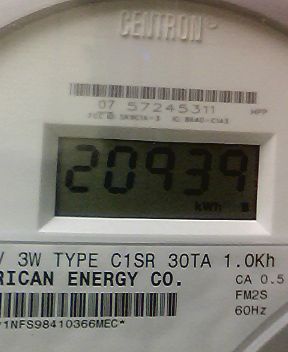 CENTRON®
07 57245311 MPP
20939
kWh
V 3W TYPE C1SR 30TA 1.0Kh
RICAN ENERGY CO. CA 0.5
FM2S
60Hz
*1NFS98410366MEC*